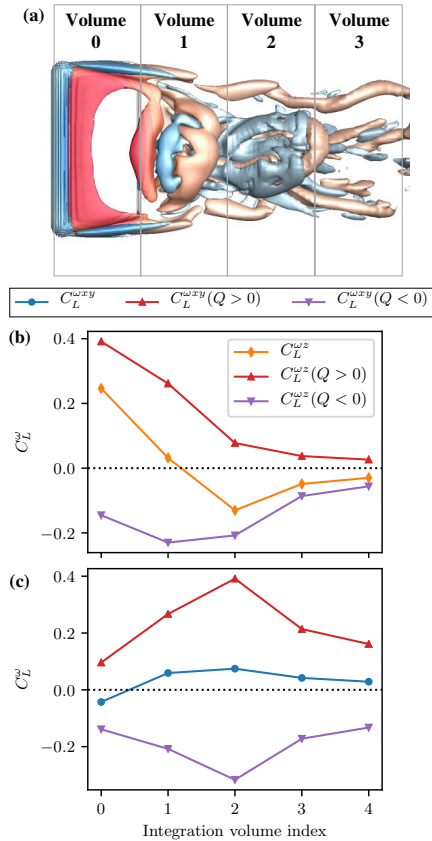 (a)
Volume 0
Volume 1
Volume 2
Volume 3
C_L^{ωxy} C_L^{ωxy}(Q > 0) C_L^{ωxy}(Q < 0)
(b)
C_L^{ωz}
C_L^{ωz}(Q > 0)
C_L^{ωz}(Q < 0)
0.4
0.2
0.0
−0.2
C_L^ω
(c)
0.4
0.2
0.0
−0.2
C_L^ω
0 1 2 3 4
Integration volume index